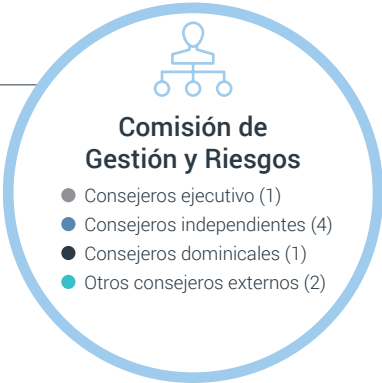 Comisión de
Gestión y Riesgos
Consejeros ejecutivo (1)
Consejeros independientes (4)
Consejeros dominicales (1)
Otros consejeros externos (2)